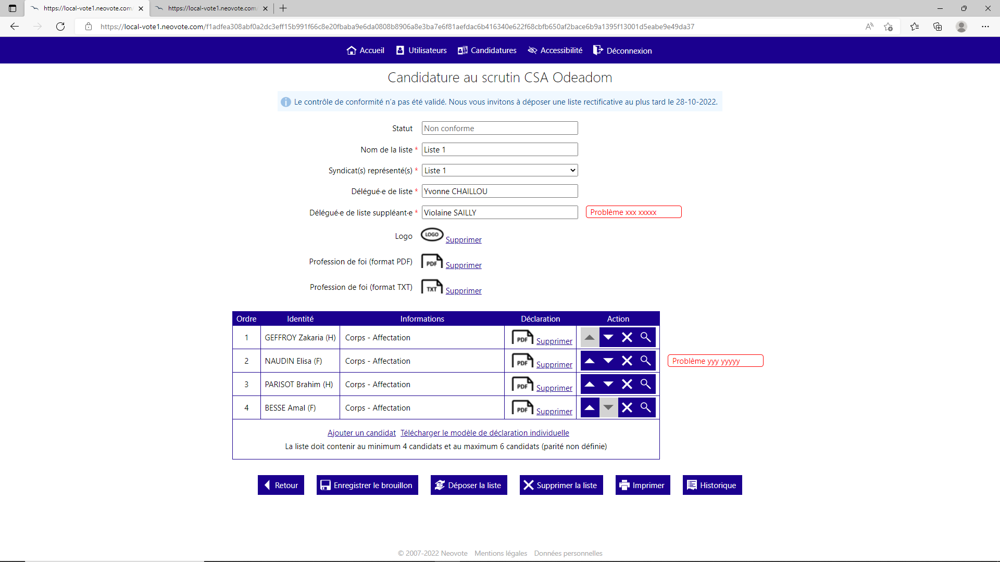 https://local-vote1.neovote.com
https://local-vote1.neovote.com
https://local-vote1.neovote.com/f1adfea308abf0a2dc3eff15b991f66c8e20fbaba9e6da0808b8906a8e3ba7e6f81aefdac6b416340e622f68cbfb650af2bace6b9a1395f13001d5eabe9e49da37
Accueil Utilisateurs Candidatures Accessibilité Déconnexion
Candidature au scrutin CSA Odeadom
Le contrôle de conformité n'a pas été validé. Nous vous invitons à déposer une liste rectificative au plus tard le 28-10-2022.
Statut Non conforme
Nom de la liste * Liste 1
Syndicat(s) représenté(s) * Liste 1
Délégué·e de liste * Yvonne CHAILLOU
Délégué·e de liste suppléant·e * Violaine SAILLY Problème xxx xxxxx
Logo LOGO Supprimer
Profession de foi (format PDF) PDF Supprimer
Profession de foi (format TXT) TXT Supprimer
Ordre Identité Informations Déclaration Action
1 GEFFROY Zakaria (H) Corps - Affectation PDF Supprimer
2 NAUDIN Elisa (F) Corps - Affectation PDF Supprimer Problème yyy yyyyy
3 PARISOT Brahim (H) Corps - Affectation PDF Supprimer
4 BESSE Amal (F) Corps - Affectation PDF Supprimer
Ajouter un candidat Télécharger le modèle de déclaration individuelle
La liste doit contenir au minimum 4 candidats et au maximum 6 candidats (parité non définie)
Retour Enregistrer le brouillon Déposer la liste Supprimer la liste Imprimer Historique
© 2007-2022 Neovote Mentions légales Données personnelles